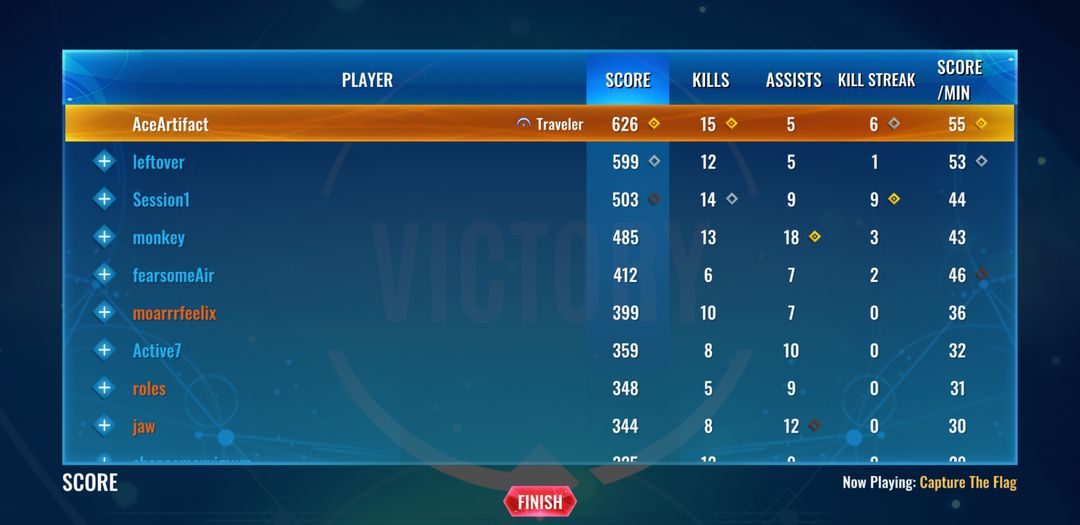 PLAYER SCORE KILLS ASSISTS KILL STREAK SCORE /MIN
AceArtifact Traveler 626 15 5 6 55
leftover 599 12 5 1 53
Session1 503 14 9 9 44
monkey 485 13 18 3 43
fearsomeAir 412 6 7 2 46
moarrrfeelix 399 10 7 0 36
Active7 359 8 10 0 32
roles 348 5 9 0 31
jaw 344 8 12 0 30
VICTORY
SCORE
Now Playing: Capture The Flag
FINISH